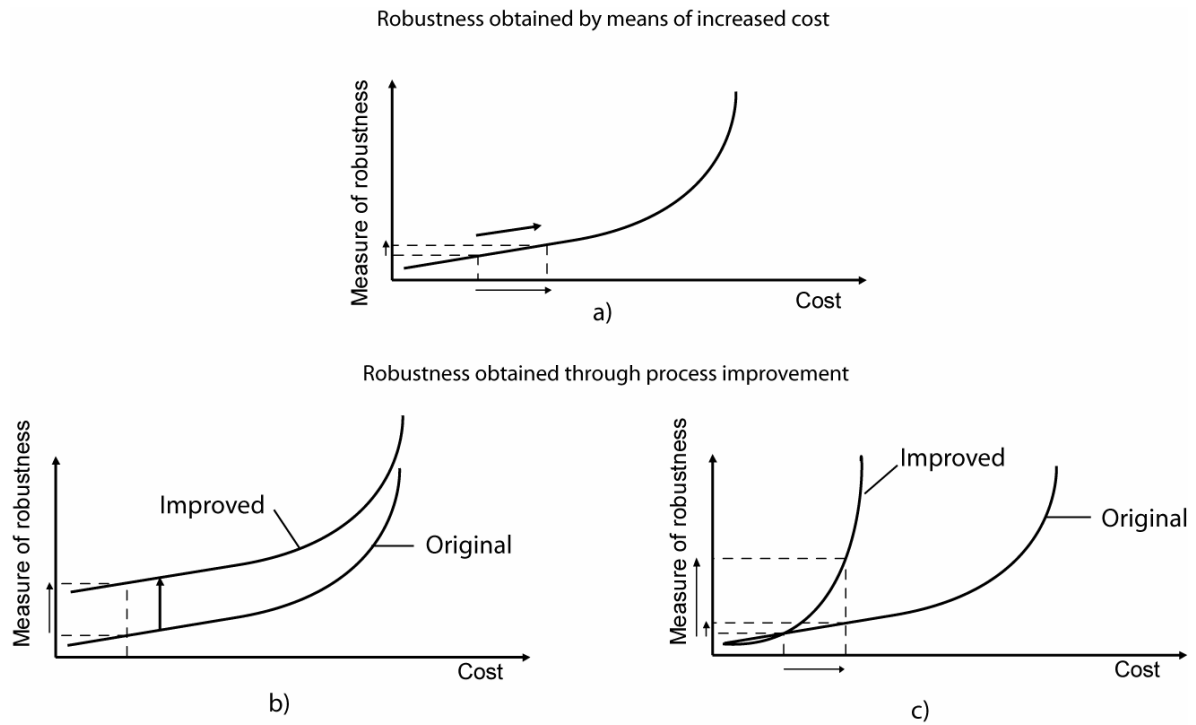 Robustness obtained by means of increased cost
Measure of robustness
Cost
a)
Robustness obtained through process improvement
Measure of robustness
Improved
Original
Cost
b)
Measure of robustness
Improved
Original
Cost
c)